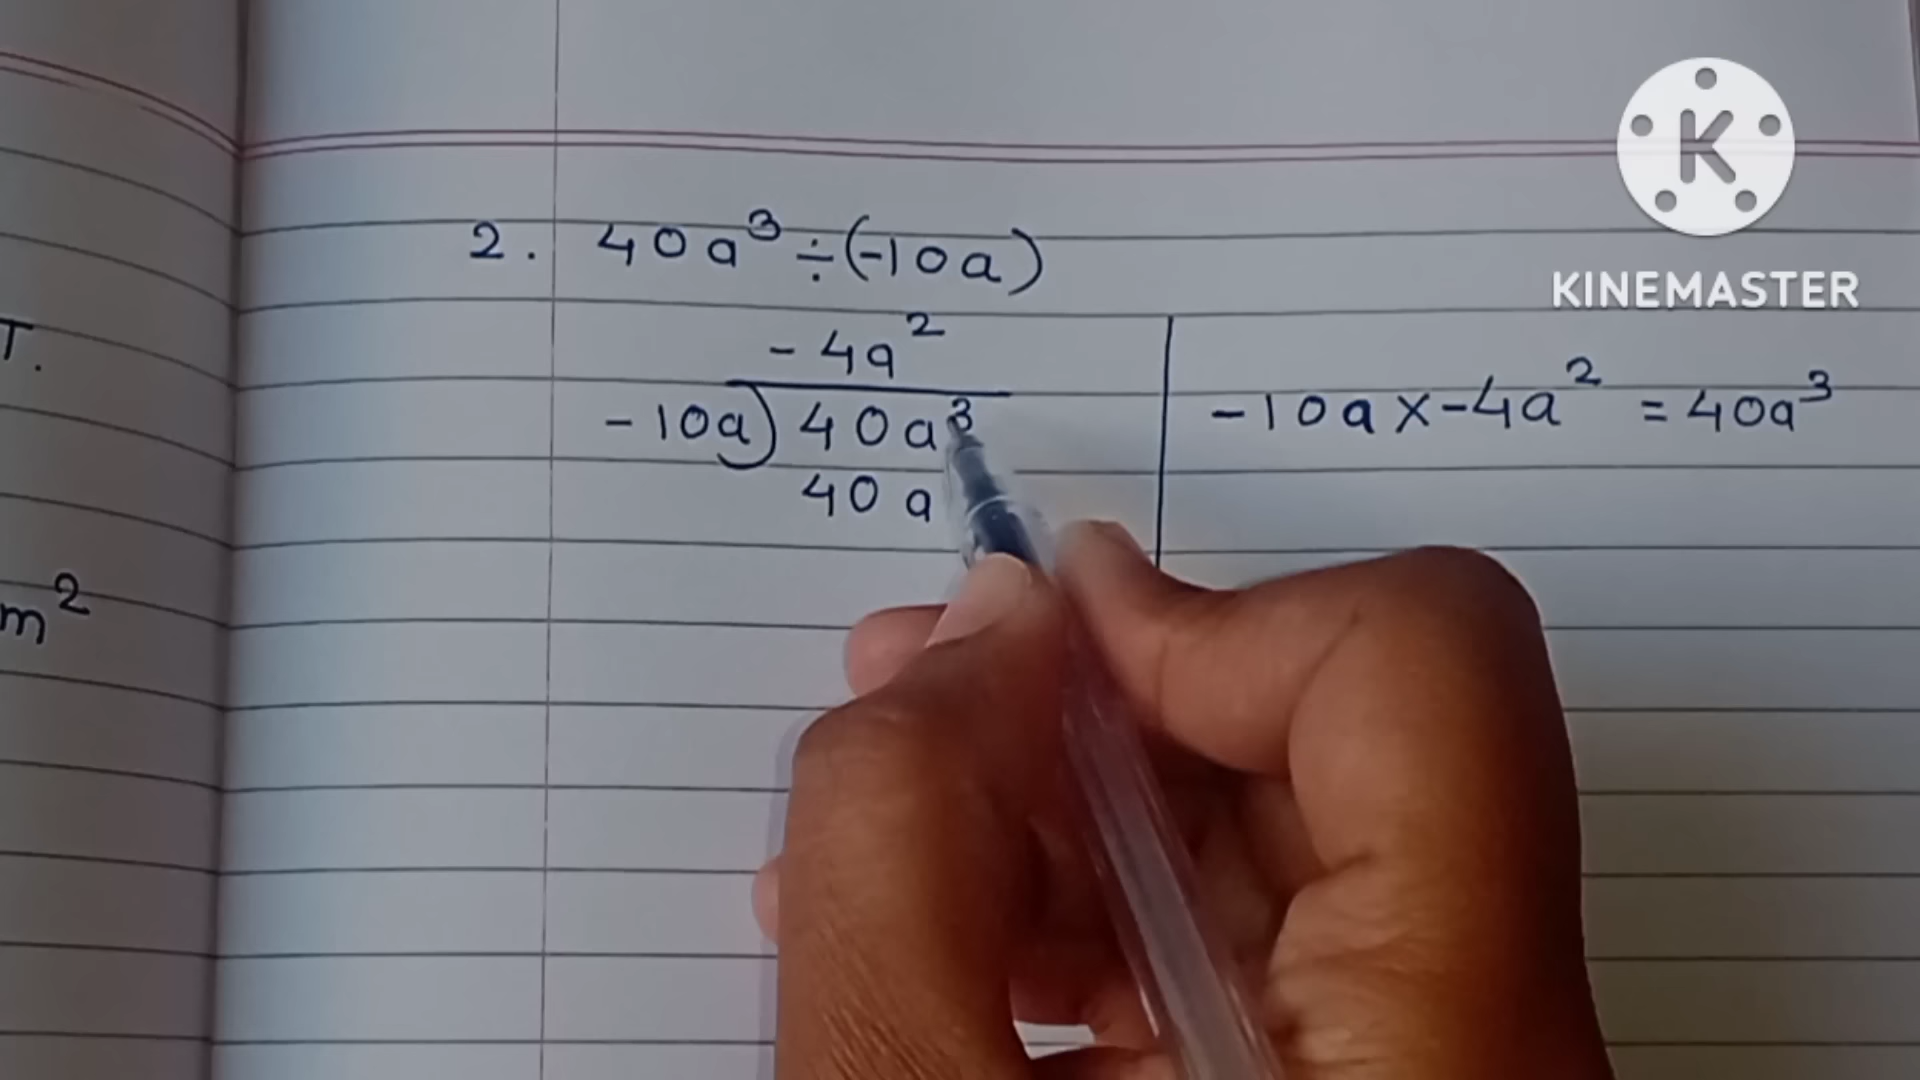 2. 40a³÷(-10a)
-4a²
-10a)40a³
40a
-10a×-4a² = 40a³
T.
m²
KINEMASTER